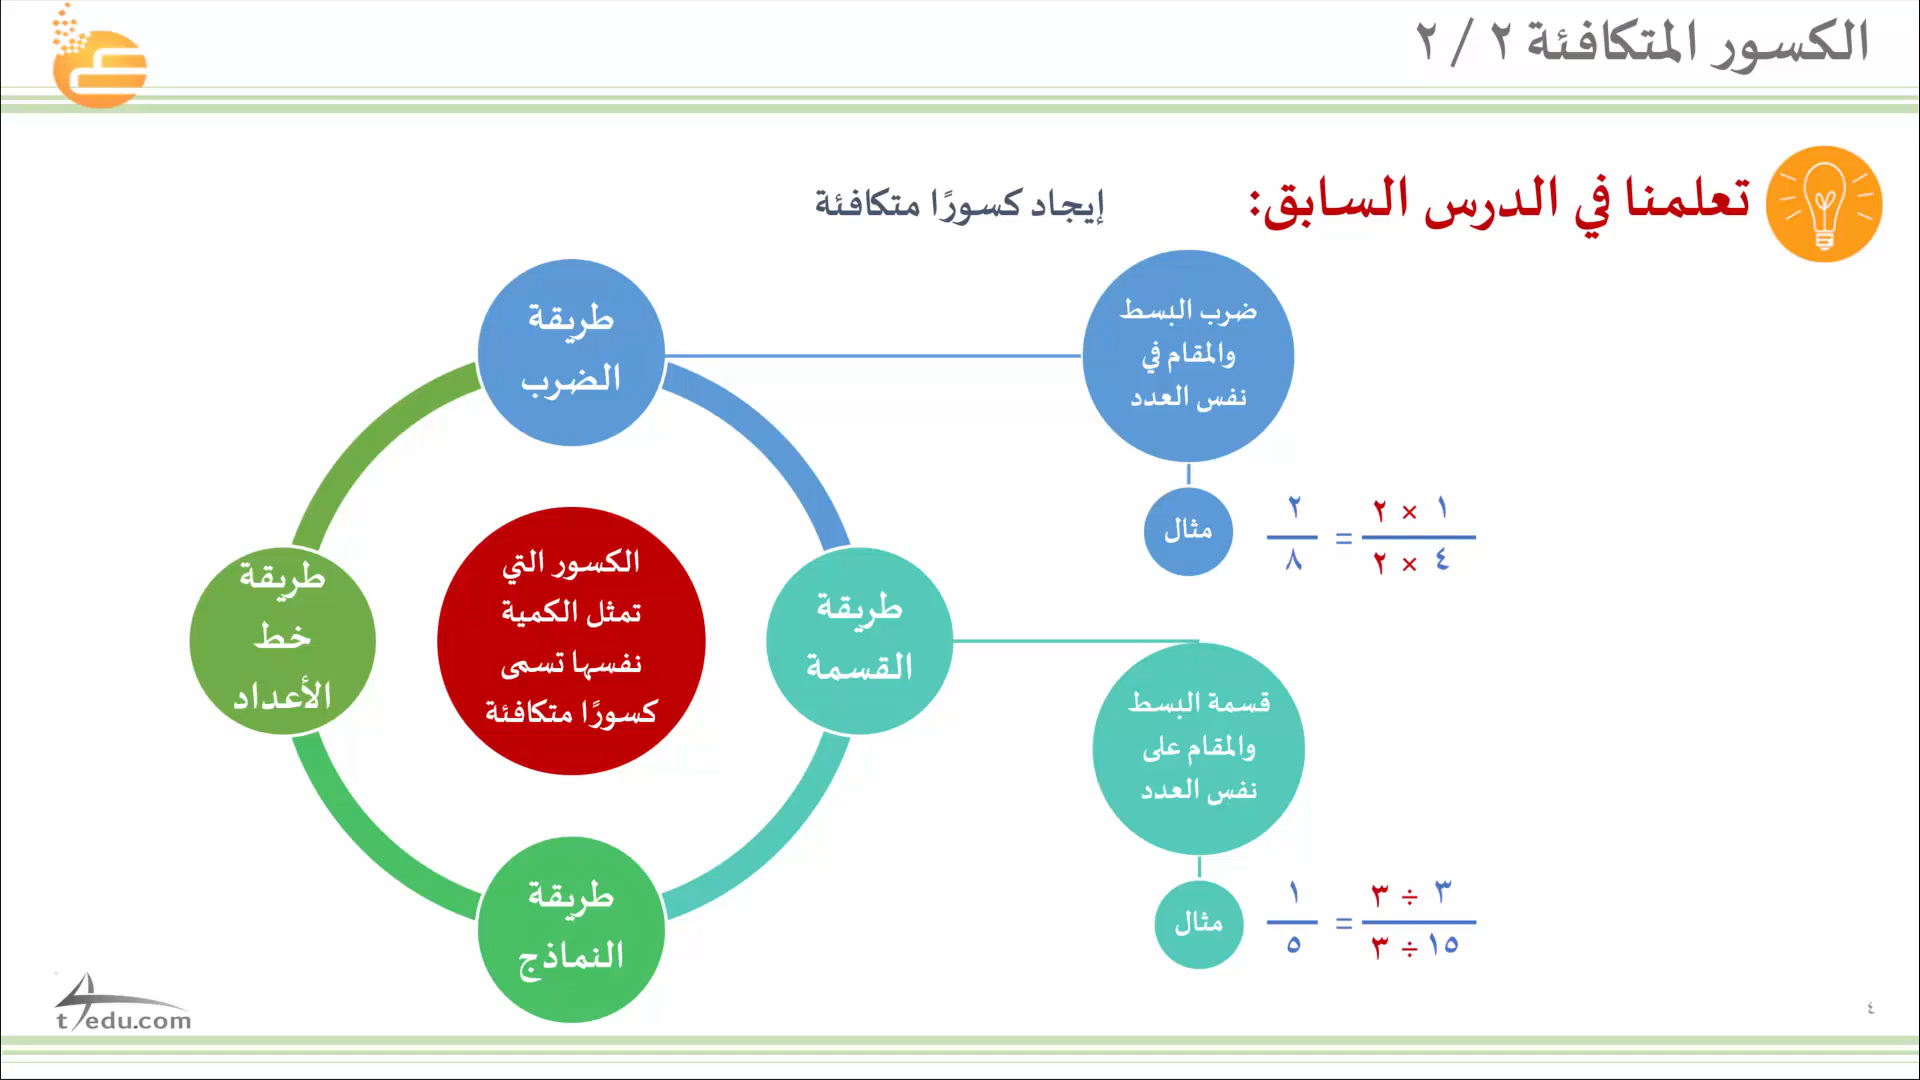 الكسور المتكافئة ٢ / ٢
تعلمنا في الدرس السابق:
إيجاد كسورًا متكافئة
طريقة
الضرب
ضرب البسط
والمقام في
نفس العدد
مثال
١ × ٢
٤ × ٢
=
٢
٨
طريقة
القسمة
قسمة البسط
والمقام على
نفس العدد
مثال
٣ ÷ ٣
١٥ ÷ ٣
=
١
٥
الكسور التي
تمثل الكمية
نفسها تسمى
كسورًا متكافئة
طريقة
خط
الأعداد
طريقة
النماذج
t4edu.com
٤